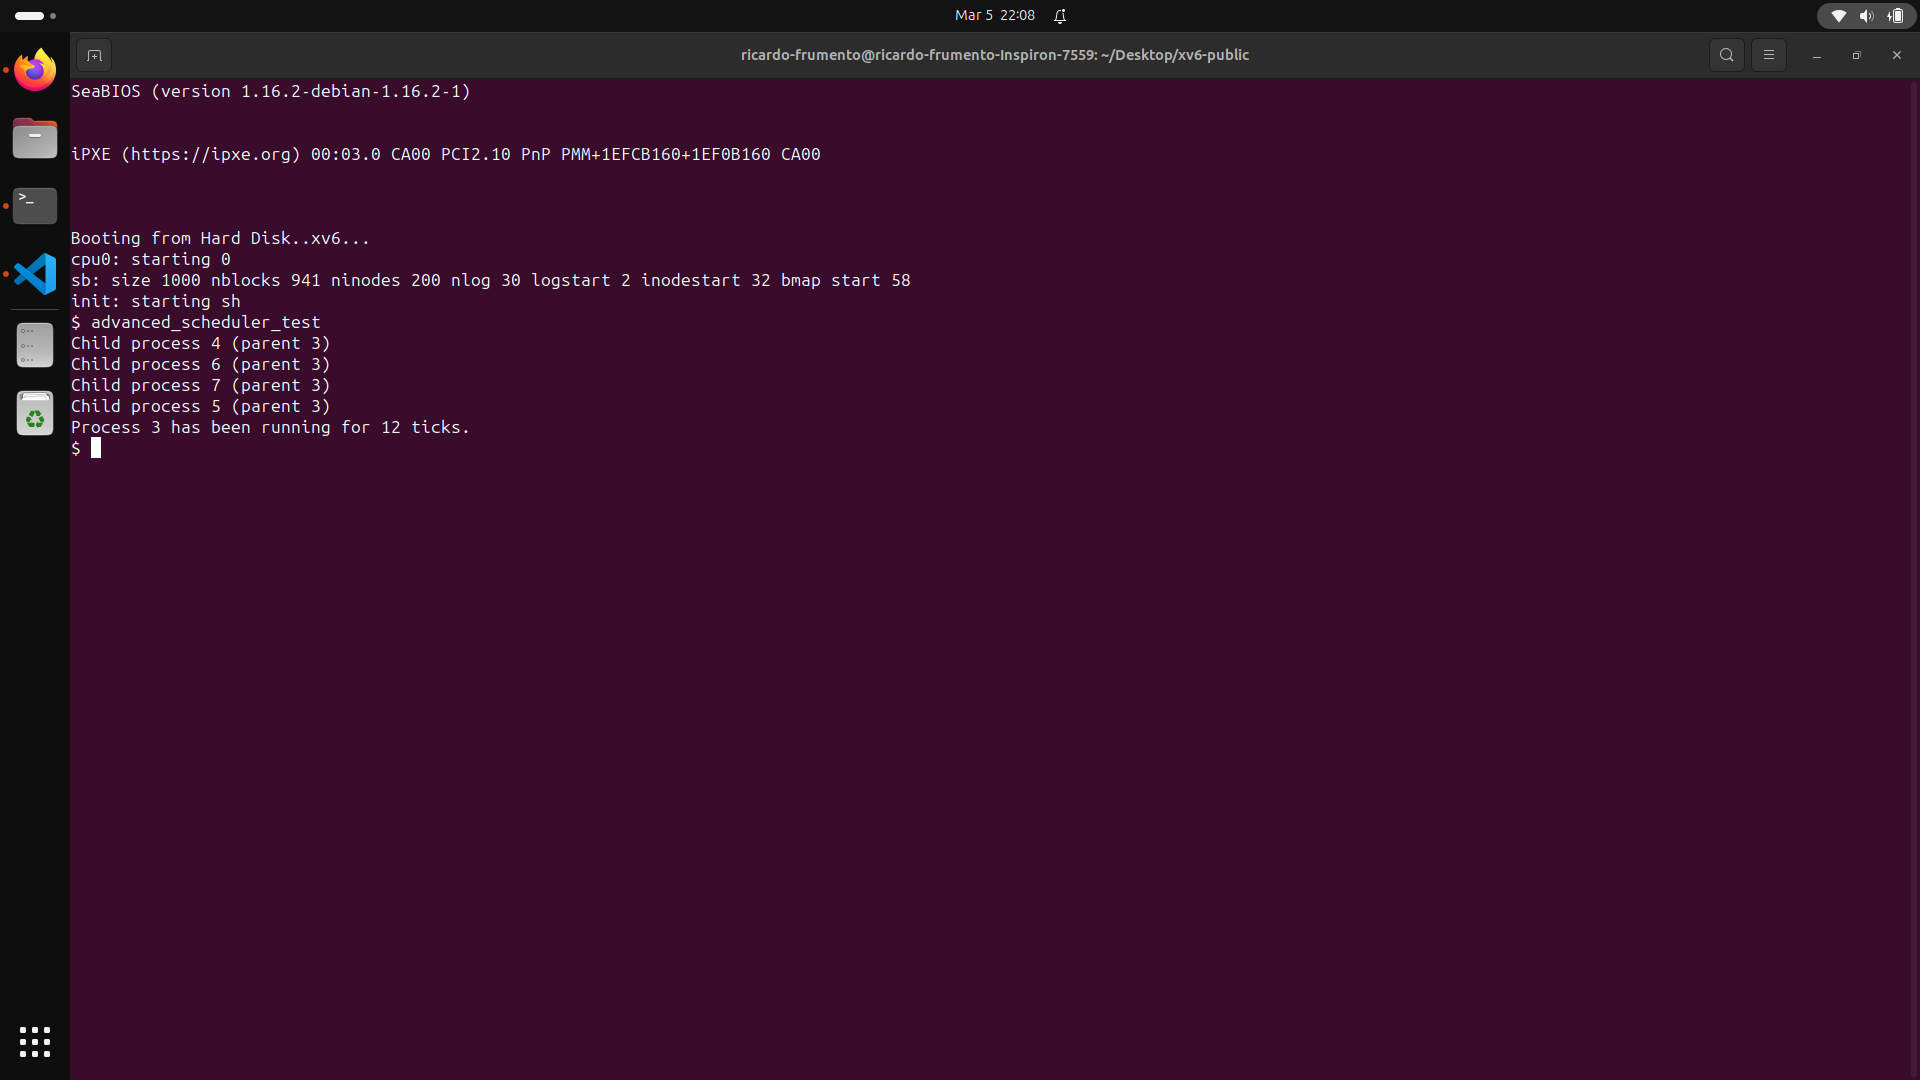 Mar 5 22:08
ricardo-frumento@ricardo-frumento-Inspiron-7559: ~/Desktop/xv6-public
SeaBIOS (version 1.16.2-debian-1.16.2-1)
iPXE (https://ipxe.org) 00:03.0 CA00 PCI2.10 PnP PMM+1EFCB160+1EF0B160 CA00
Booting from Hard Disk..xv6...
cpu0: starting 0
sb: size 1000 nblocks 941 ninodes 200 nlog 30 logstart 2 inodestart 32 bmap start 58
init: starting sh
$ advanced_scheduler_test
Child process 4 (parent 3)
Child process 6 (parent 3)
Child process 7 (parent 3)
Child process 5 (parent 3)
Process 3 has been running for 12 ticks.
$